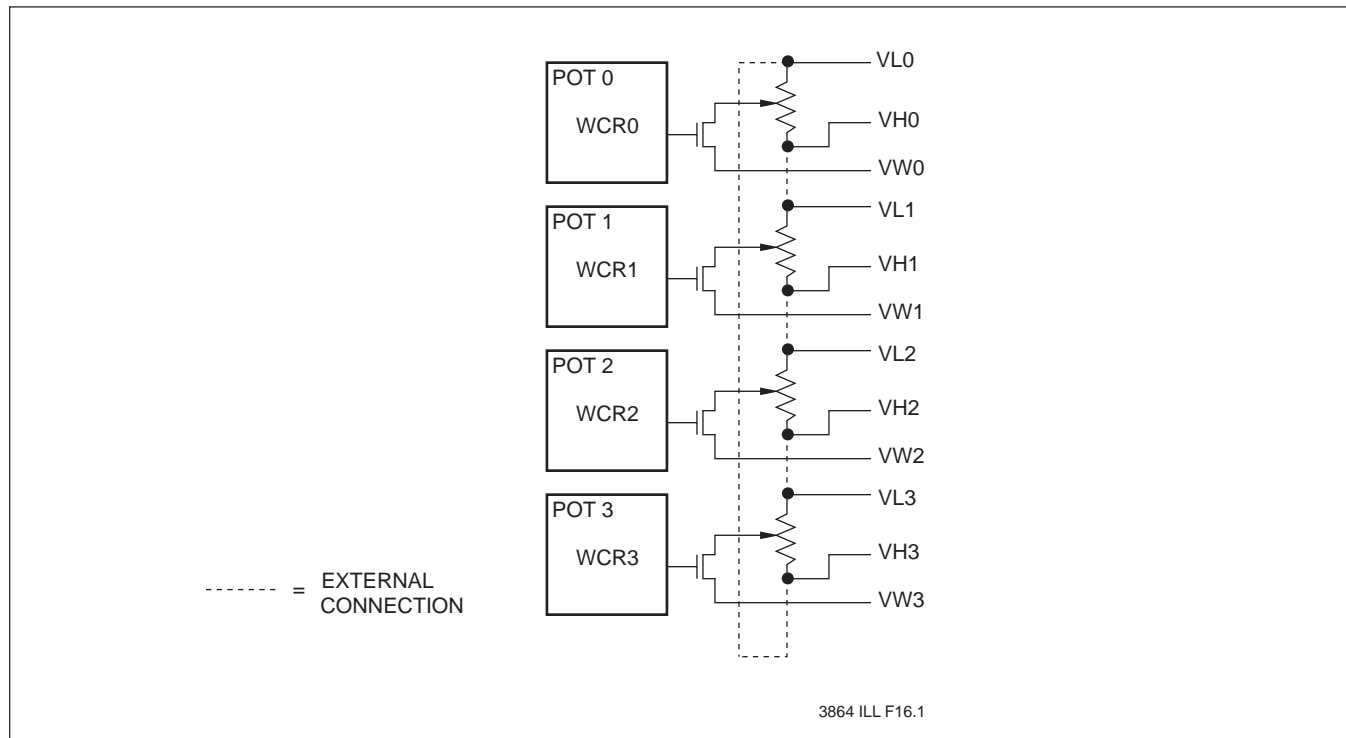 POT 0
WCR0
VL0
VH0
VW0
POT 1
WCR1
VL1
VH1
VW1
POT 2
WCR2
VL2
VH2
VW2
POT 3
WCR3
VL3
VH3
VW3
= EXTERNAL
CONNECTION
3864 ILL F16.1